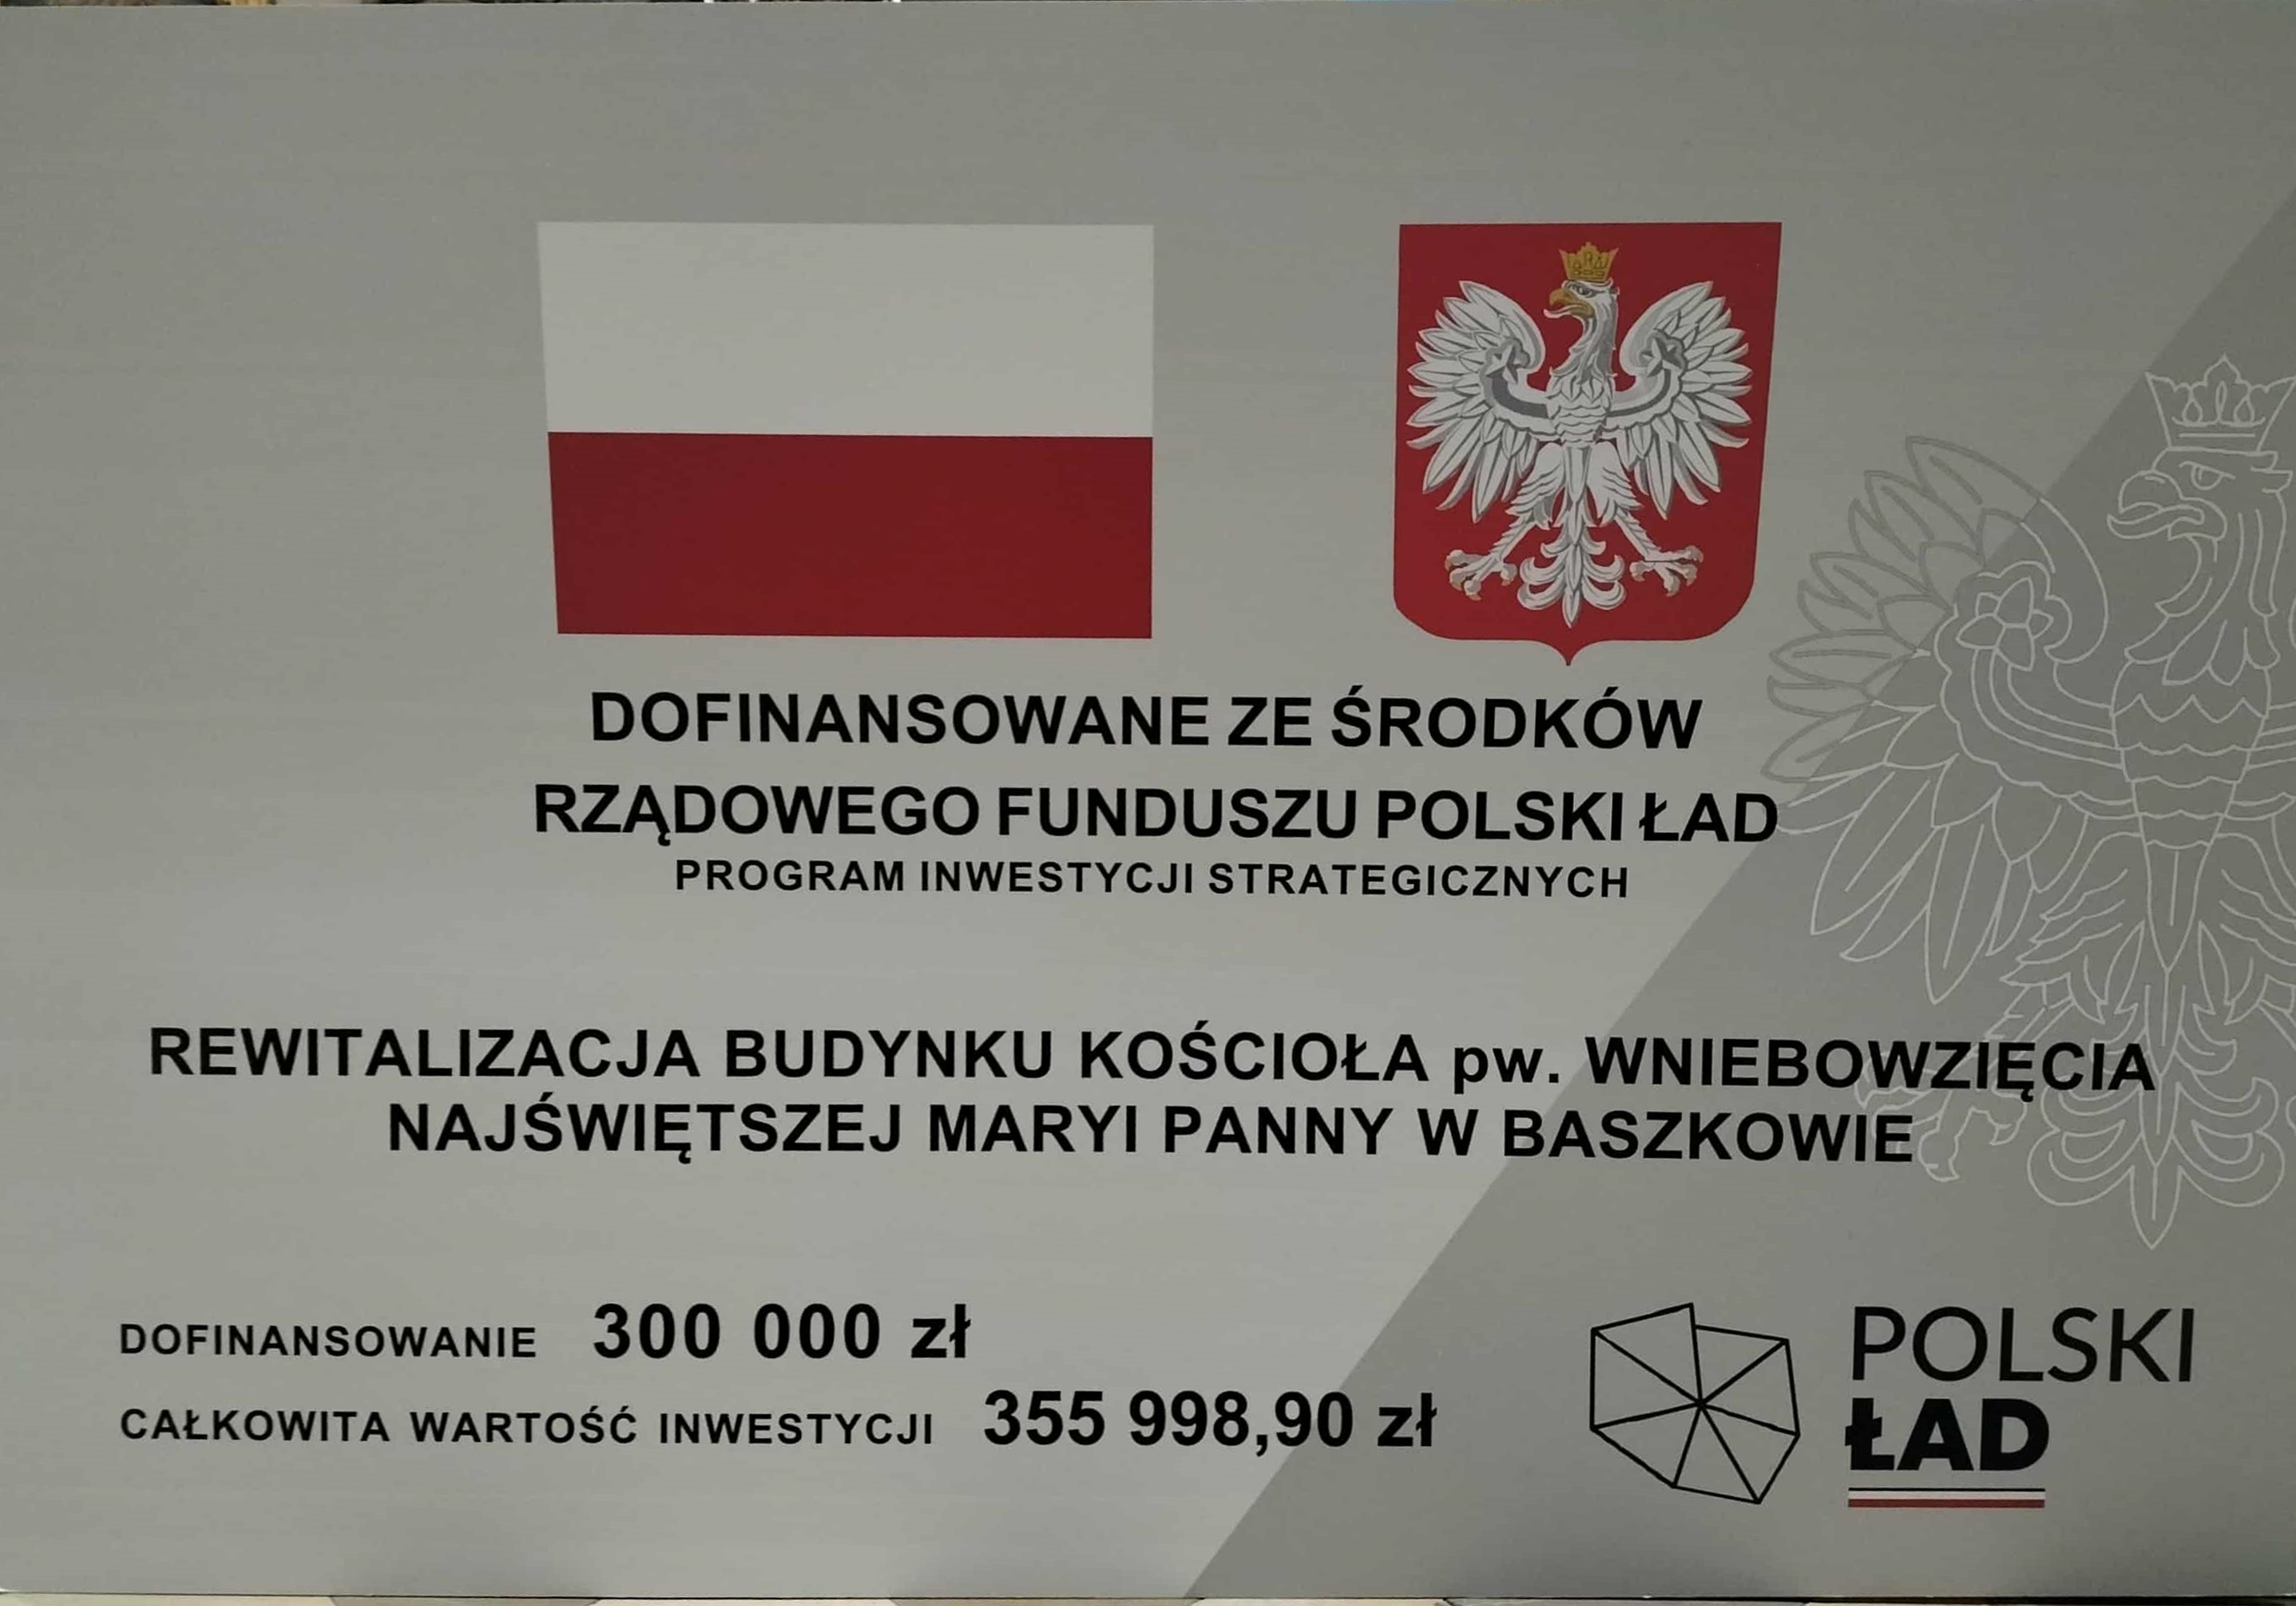 DOFINANSOWANE ZE ŚRODKÓW
RZĄDOWEGO FUNDUSZU POLSKI ŁAD
PROGRAM INWESTYCJI STRATEGICZNYCH
REWITALIZACJA BUDYNKU KOŚCIOŁA pw. WNIEBOWZIĘCIA
NAJŚWIĘTSZEJ MARYI PANNY W BASZKOWIE
DOFINANSOWANIE 300 000 zł
CAŁKOWITA WARTOŚĆ INWESTYCJI 355 998,90 zł
POLSKI
ŁAD